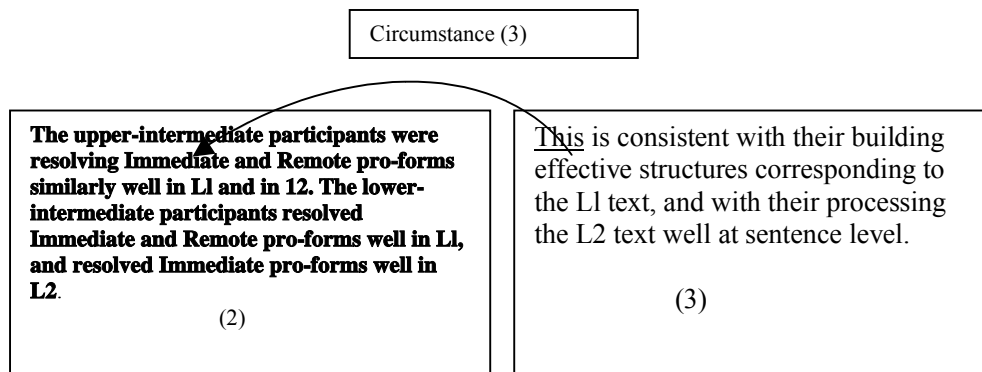 Circumstance (3)
The upper-intermediate participants were
resolving Immediate and Remote pro-forms
similarly well in Ll and in 12. The lower-
intermediate participants resolved
Immediate and Remote pro-forms well in Ll,
and resolved Immediate pro-forms well in
L2.
(2)
This is consistent with their building
effective structures corresponding to
the Ll text, and with their processing
the L2 text well at sentence level.
(3)